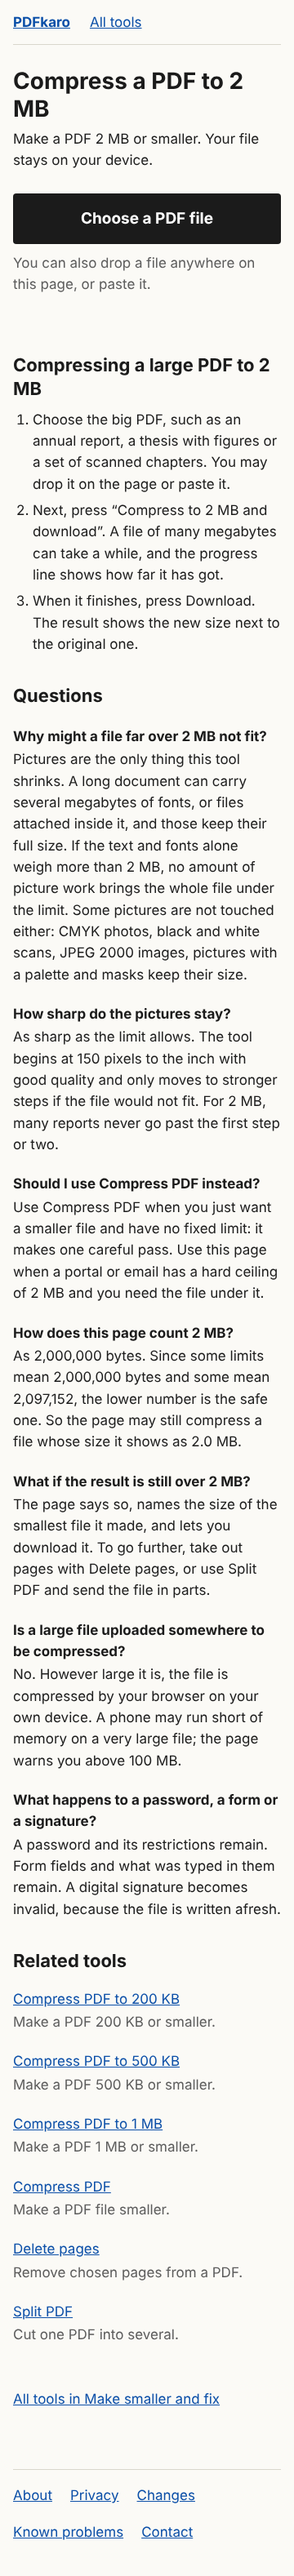 PDFkaro All tools
Compress a PDF to 2
MB
Make a PDF 2 MB or smaller. Your file
stays on your device.
Choose a PDF file
You can also drop a file anywhere on
this page, or paste it.
Compressing a large PDF to 2
MB
1. Choose the big PDF, such as an
annual report, a thesis with figures or
a set of scanned chapters. You may
drop it on the page or paste it.
2. Next, press “Compress to 2 MB and
download”. A file of many megabytes
can take a while, and the progress
line shows how far it has got.
3. When it finishes, press Download.
The result shows the new size next to
the original one.
Questions
Why might a file far over 2 MB not fit?
Pictures are the only thing this tool
shrinks. A long document can carry
several megabytes of fonts, or files
attached inside it, and those keep their
full size. If the text and fonts alone
weigh more than 2 MB, no amount of
picture work brings the whole file under
the limit. Some pictures are not touched
either: CMYK photos, black and white
scans, JPEG 2000 images, pictures with
a palette and masks keep their size.
How sharp do the pictures stay?
As sharp as the limit allows. The tool
begins at 150 pixels to the inch with
good quality and only moves to stronger
steps if the file would not fit. For 2 MB,
many reports never go past the first step
or two.
Should I use Compress PDF instead?
Use Compress PDF when you just want
a smaller file and have no fixed limit: it
makes one careful pass. Use this page
when a portal or email has a hard ceiling
of 2 MB and you need the file under it.
How does this page count 2 MB?
As 2,000,000 bytes. Since some limits
mean 2,000,000 bytes and some mean
2,097,152, the lower number is the safe
one. So the page may still compress a
file whose size it shows as 2.0 MB.
What if the result is still over 2 MB?
The page says so, names the size of the
smallest file it made, and lets you
download it. To go further, take out
pages with Delete pages, or use Split
PDF and send the file in parts.
Is a large file uploaded somewhere to
be compressed?
No. However large it is, the file is
compressed by your browser on your
own device. A phone may run short of
memory on a very large file; the page
warns you above 100 MB.
What happens to a password, a form or
a signature?
A password and its restrictions remain.
Form fields and what was typed in them
remain. A digital signature becomes
invalid, because the file is written afresh.
Related tools
Compress PDF to 200 KB
Make a PDF 200 KB or smaller.
Compress PDF to 500 KB
Make a PDF 500 KB or smaller.
Compress PDF to 1 MB
Make a PDF 1 MB or smaller.
Compress PDF
Make a PDF file smaller.
Delete pages
Remove chosen pages from a PDF.
Split PDF
Cut one PDF into several.
All tools in Make smaller and fix
About Privacy Changes
Known problems Contact